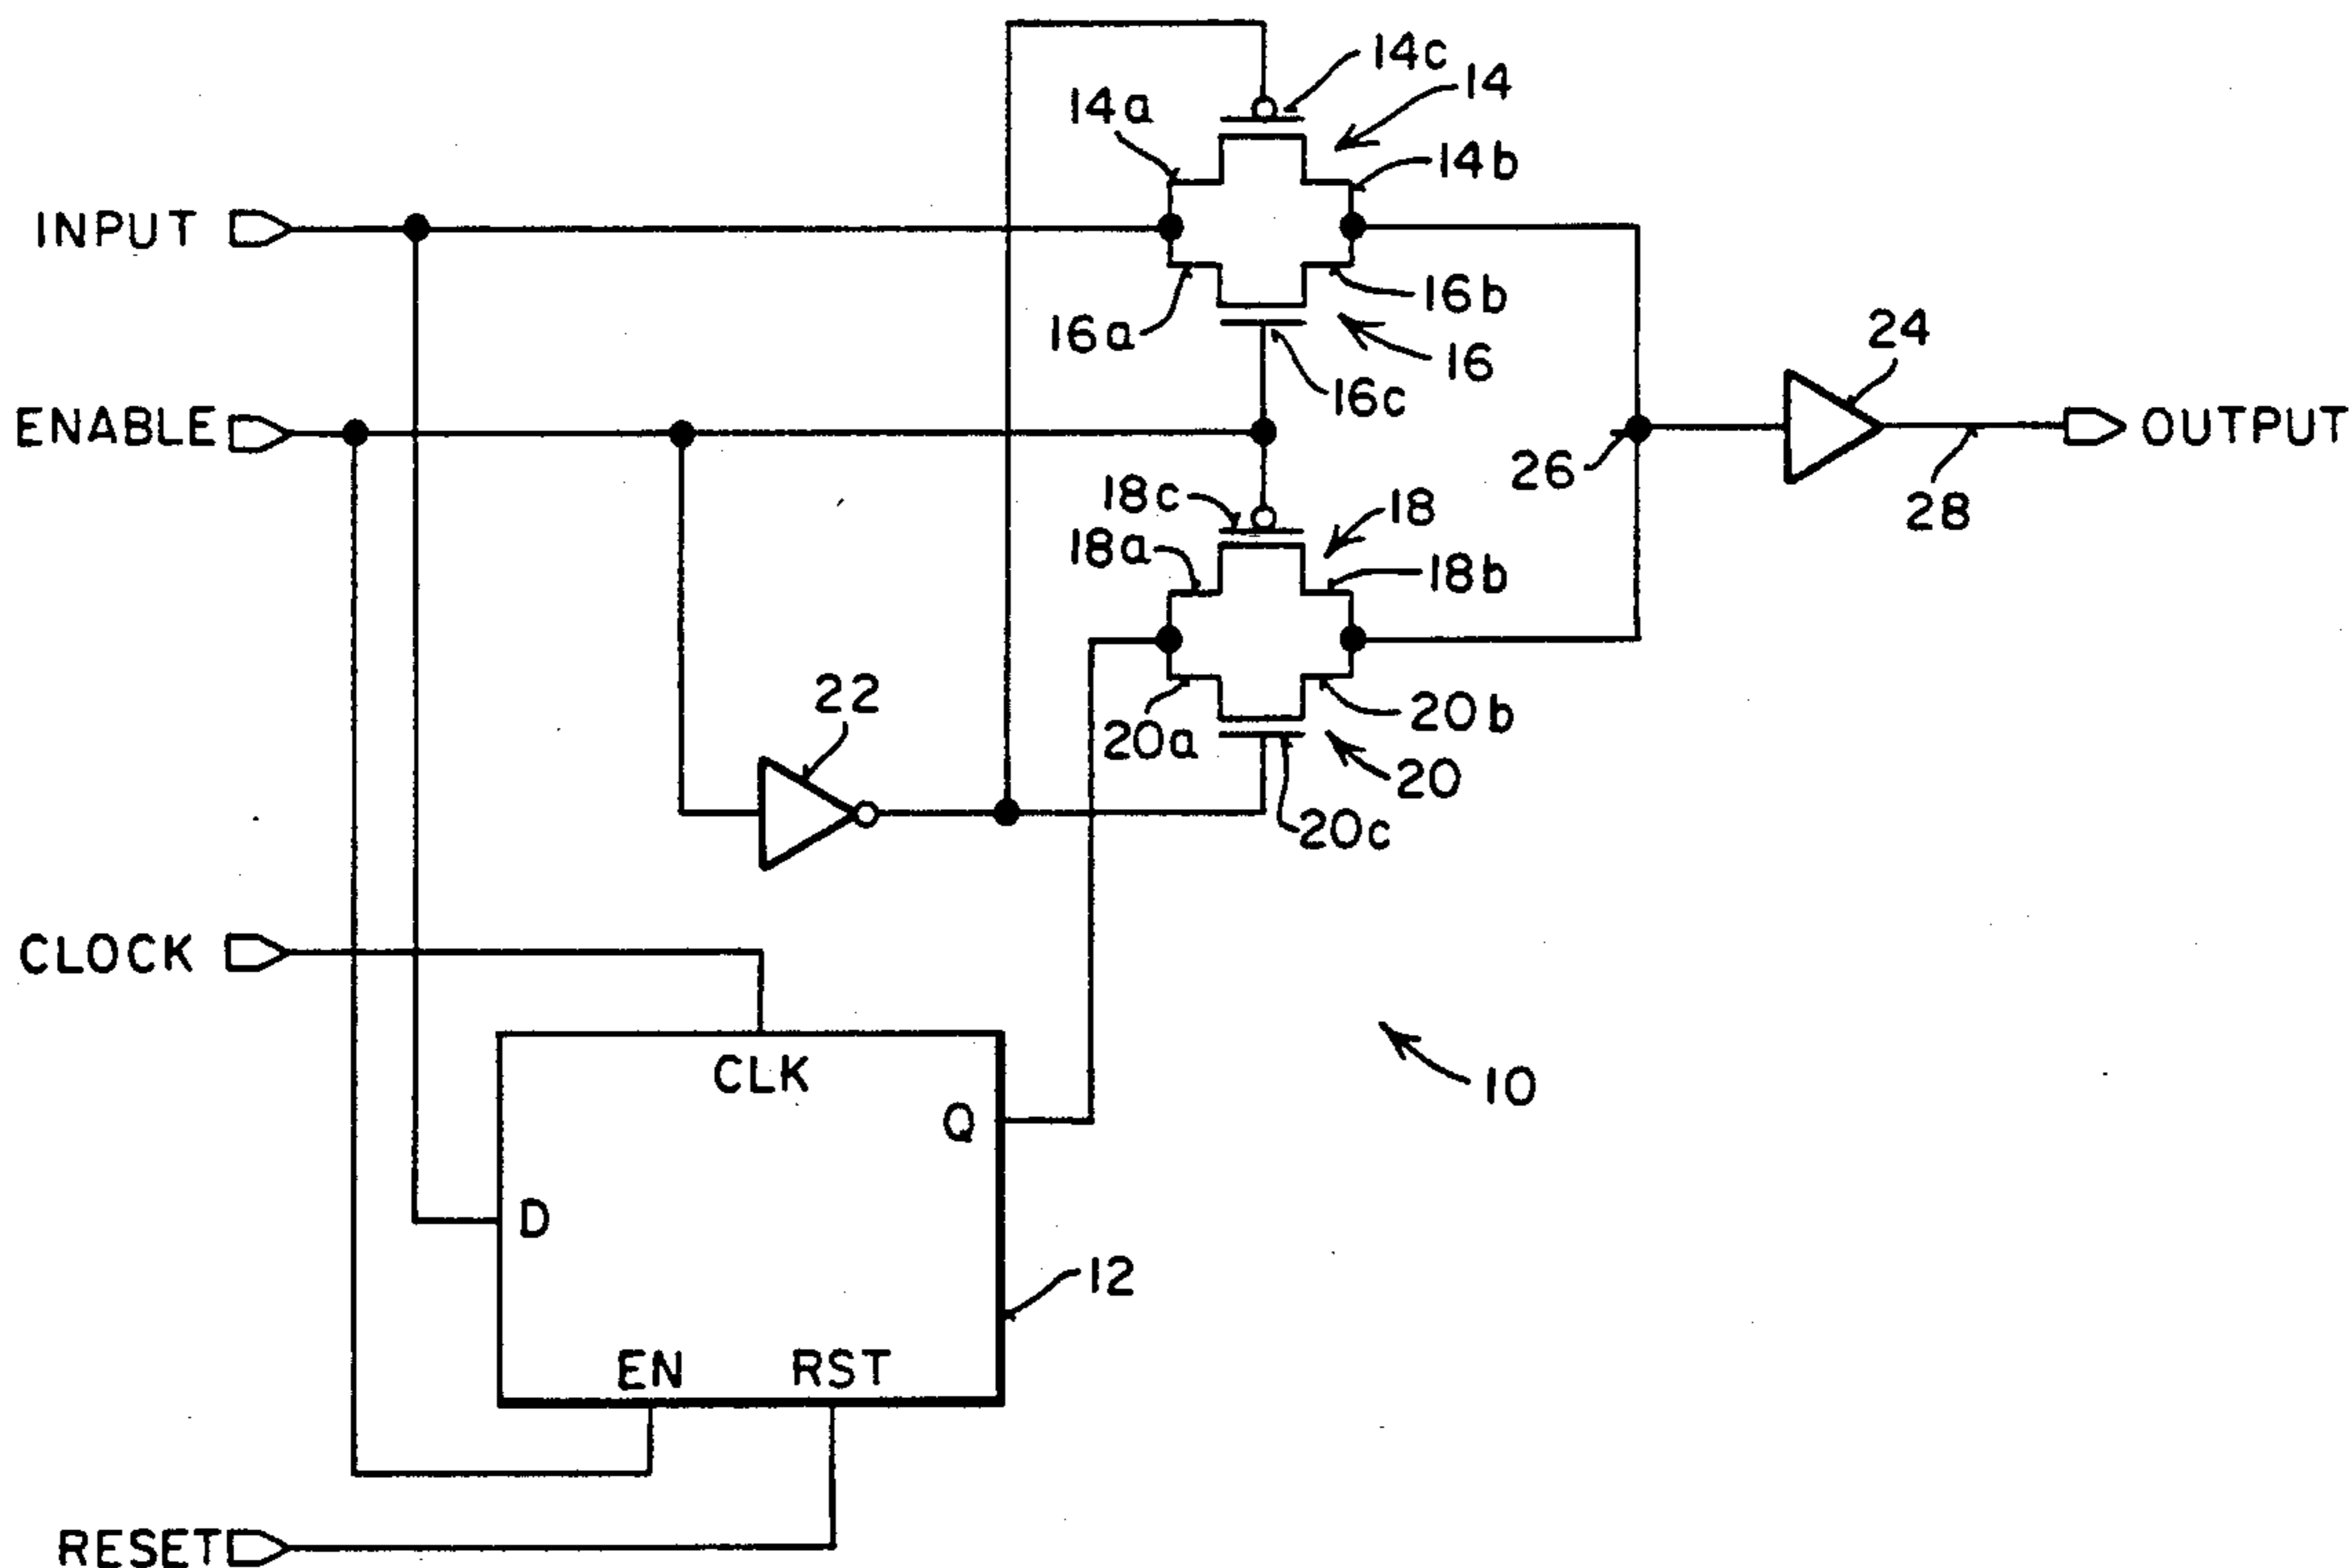 14c
14
14a
14b
INPUT
16b
16a
16
24
16c
ENABLE
OUTPUT
26
18c
18
28
18a
18b
22
20b
20a
20
20c
CLOCK
CLK
10
Q
D
12
EN
RST
RESET